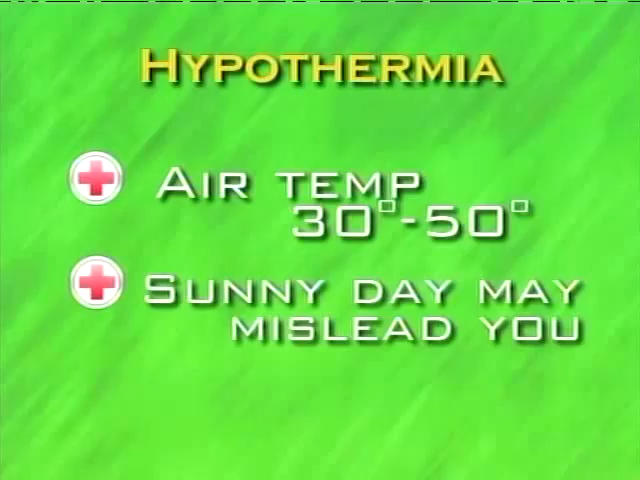 HYPOTHERMIA
AIR TEMP
30°-50°
SUNNY DAY MAY
MISLEAD YOU